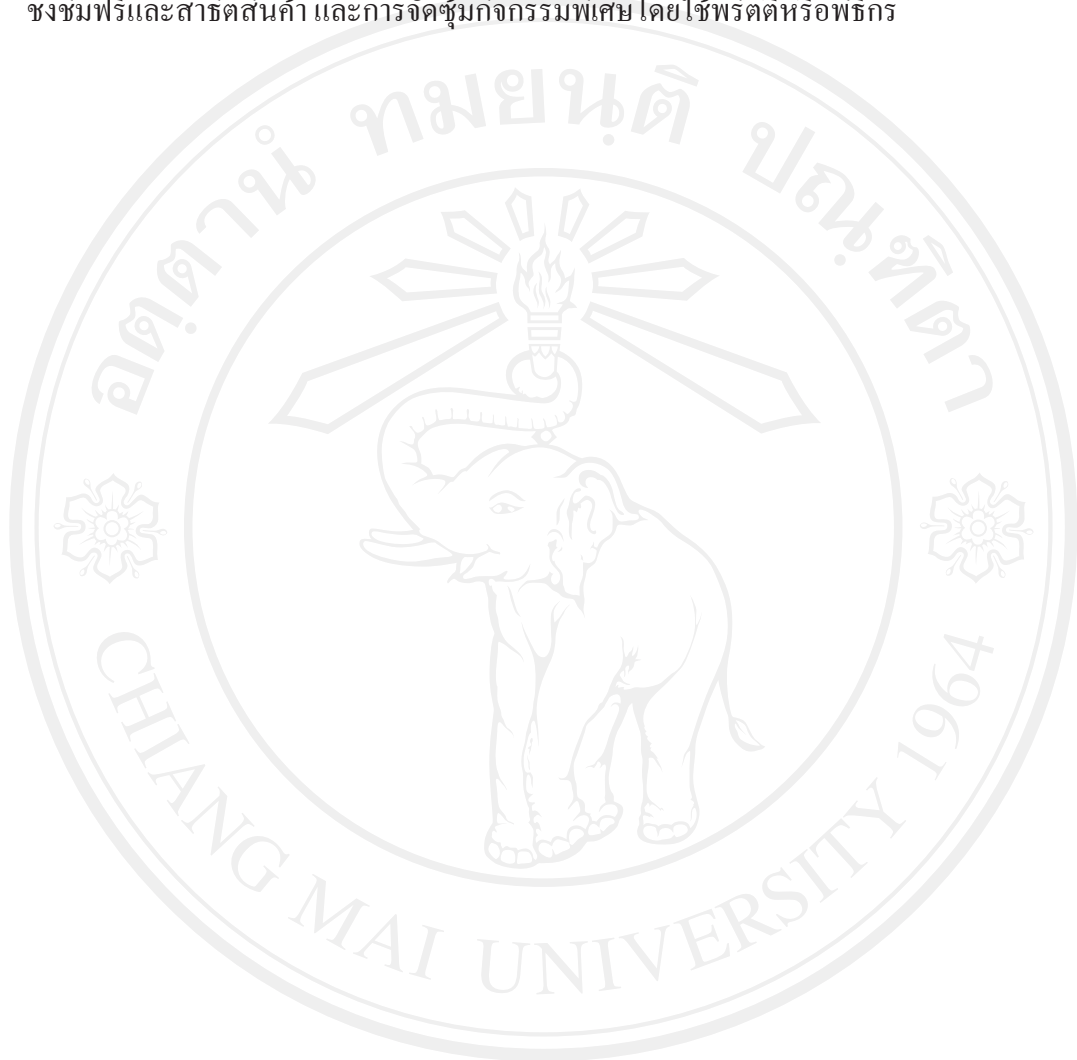 ชงชิมฟรีและสาธิตสินค้า และการจัดซุ้มกิจกรรมพิเศษ โดยใช้พริตตี้หรือพิธีกร
อตฺตานํ ทมยนฺติ ปณฺฑิตา
CHIANG MAI UNIVERSITY 1964